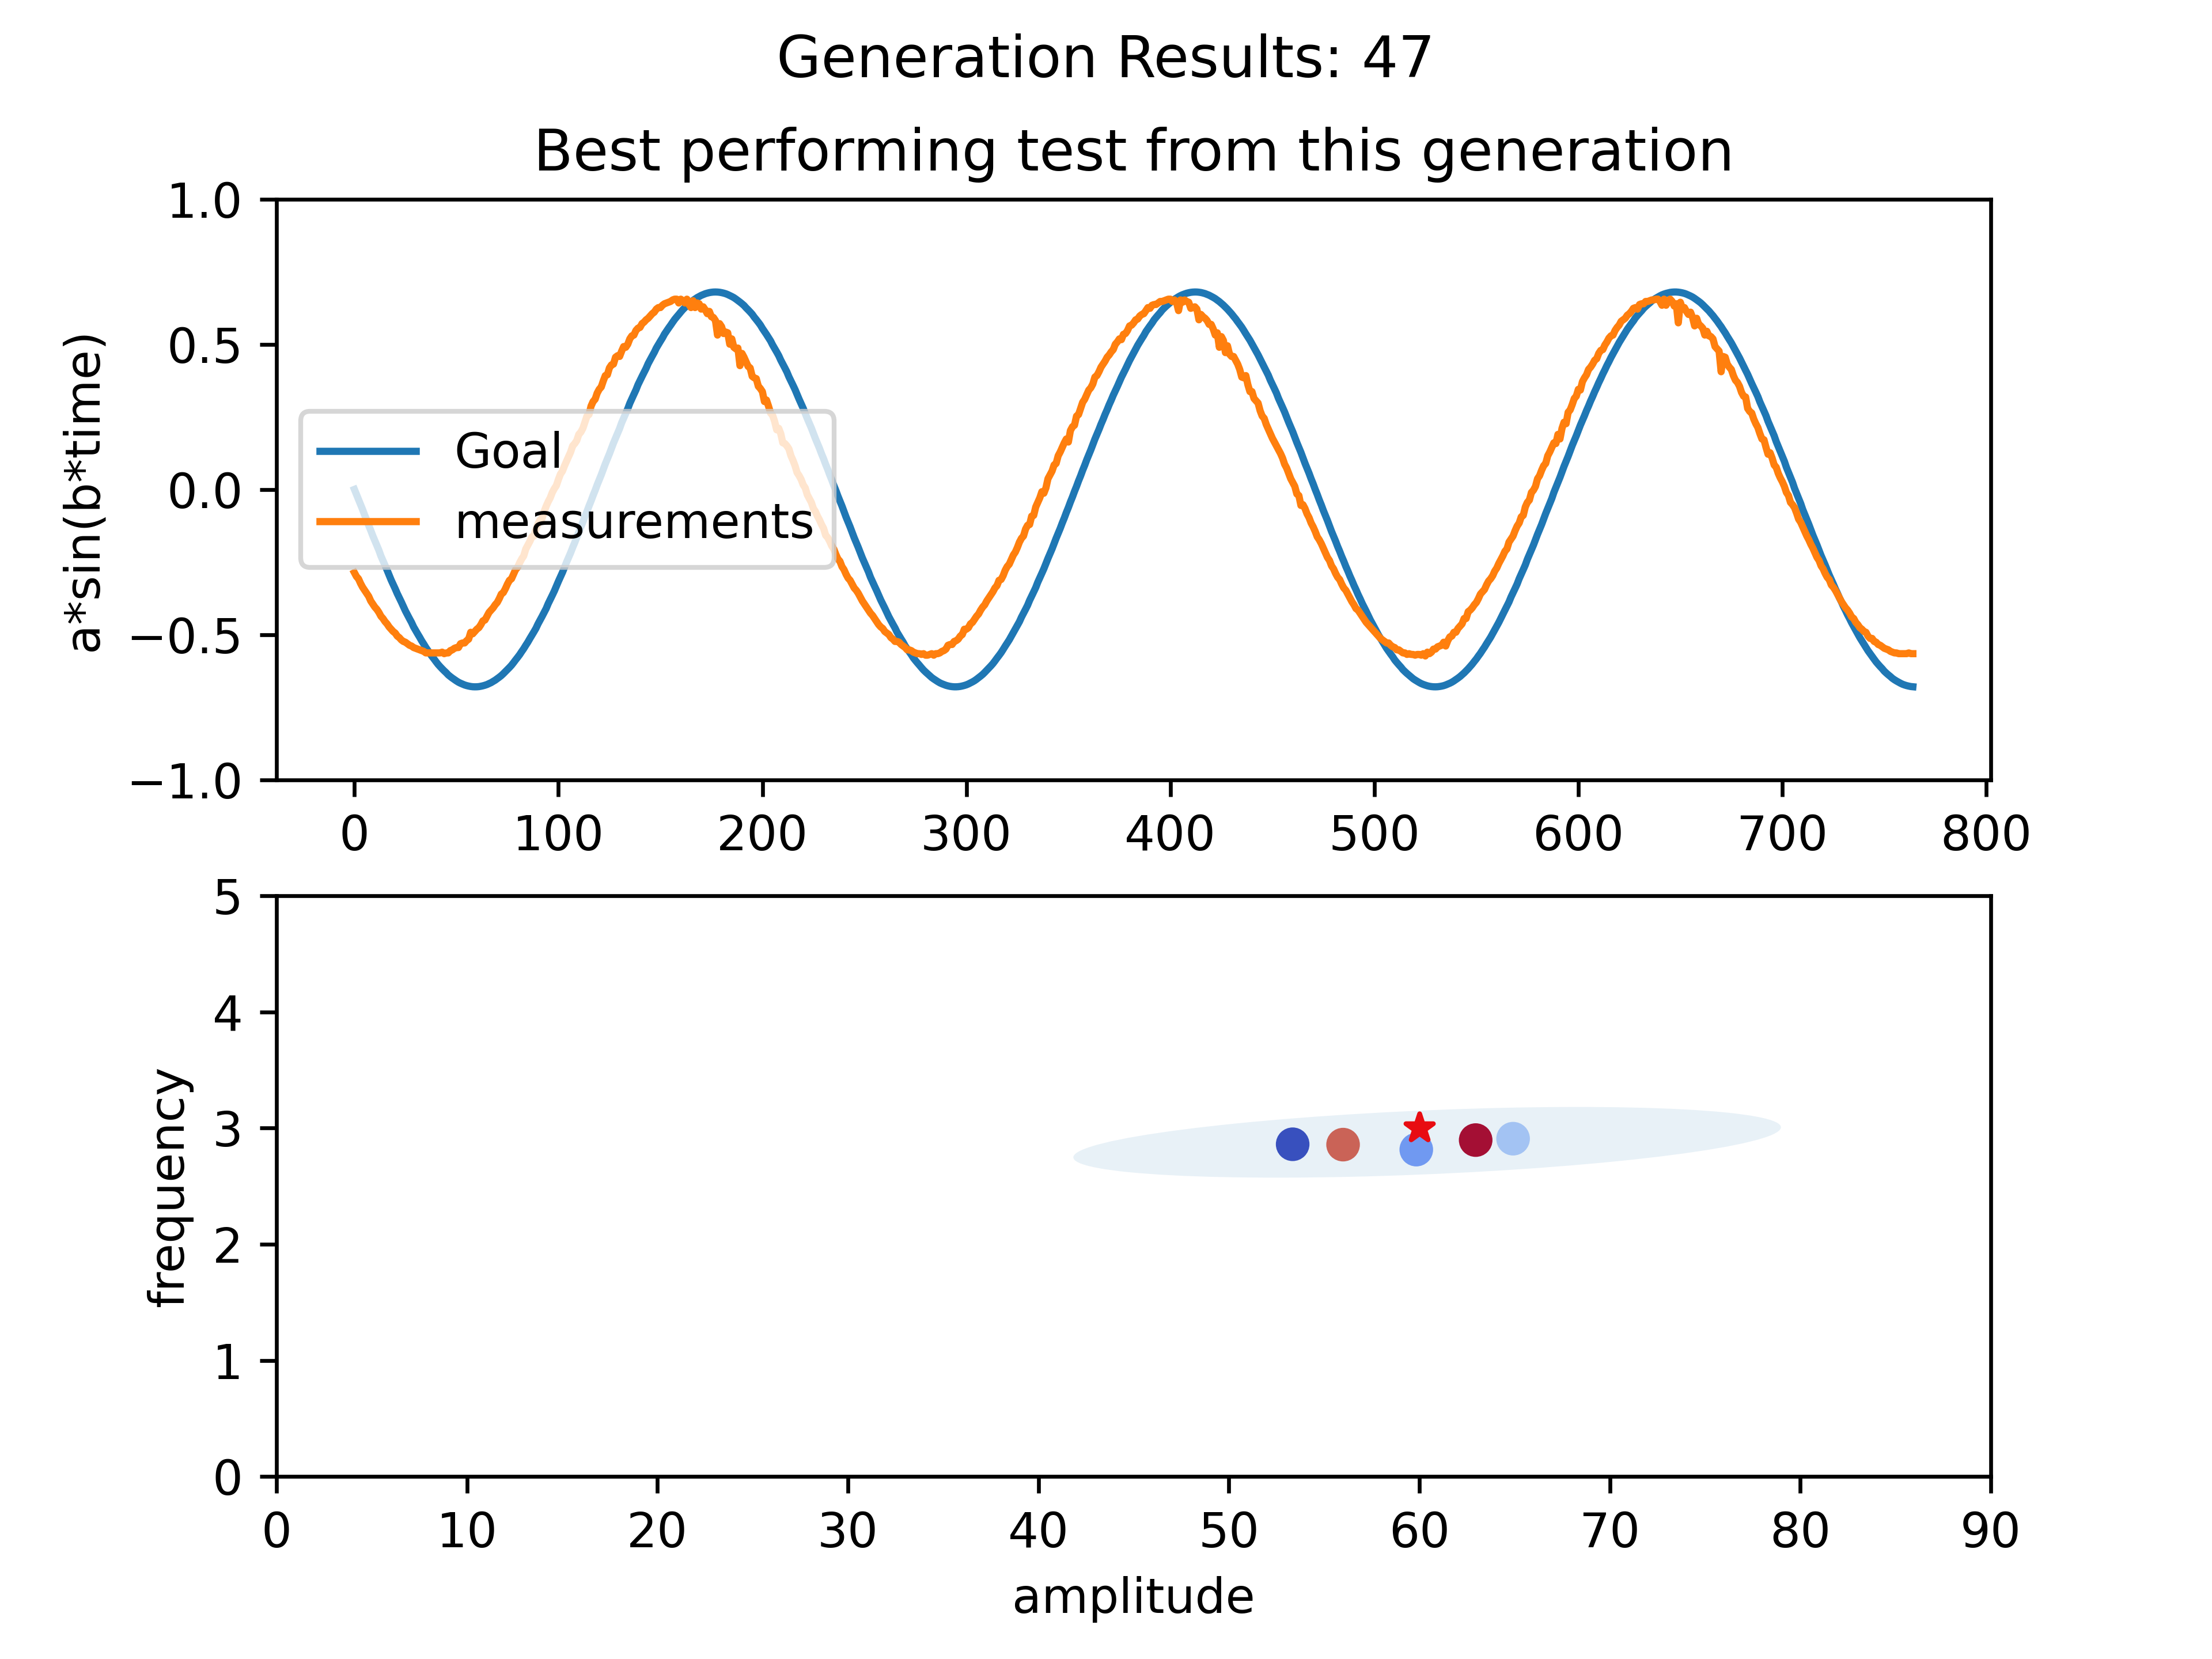 Generation Results: 47
Best performing test from this generation
a*sin(b*time)
1.0
0.5
0.0
−0.5
−1.0
Goal
measurements
0 100 200 300 400 500 600 700 800
frequency
5
4
3
2
1
0
0 10 20 30 40 50 60 70 80 90
amplitude